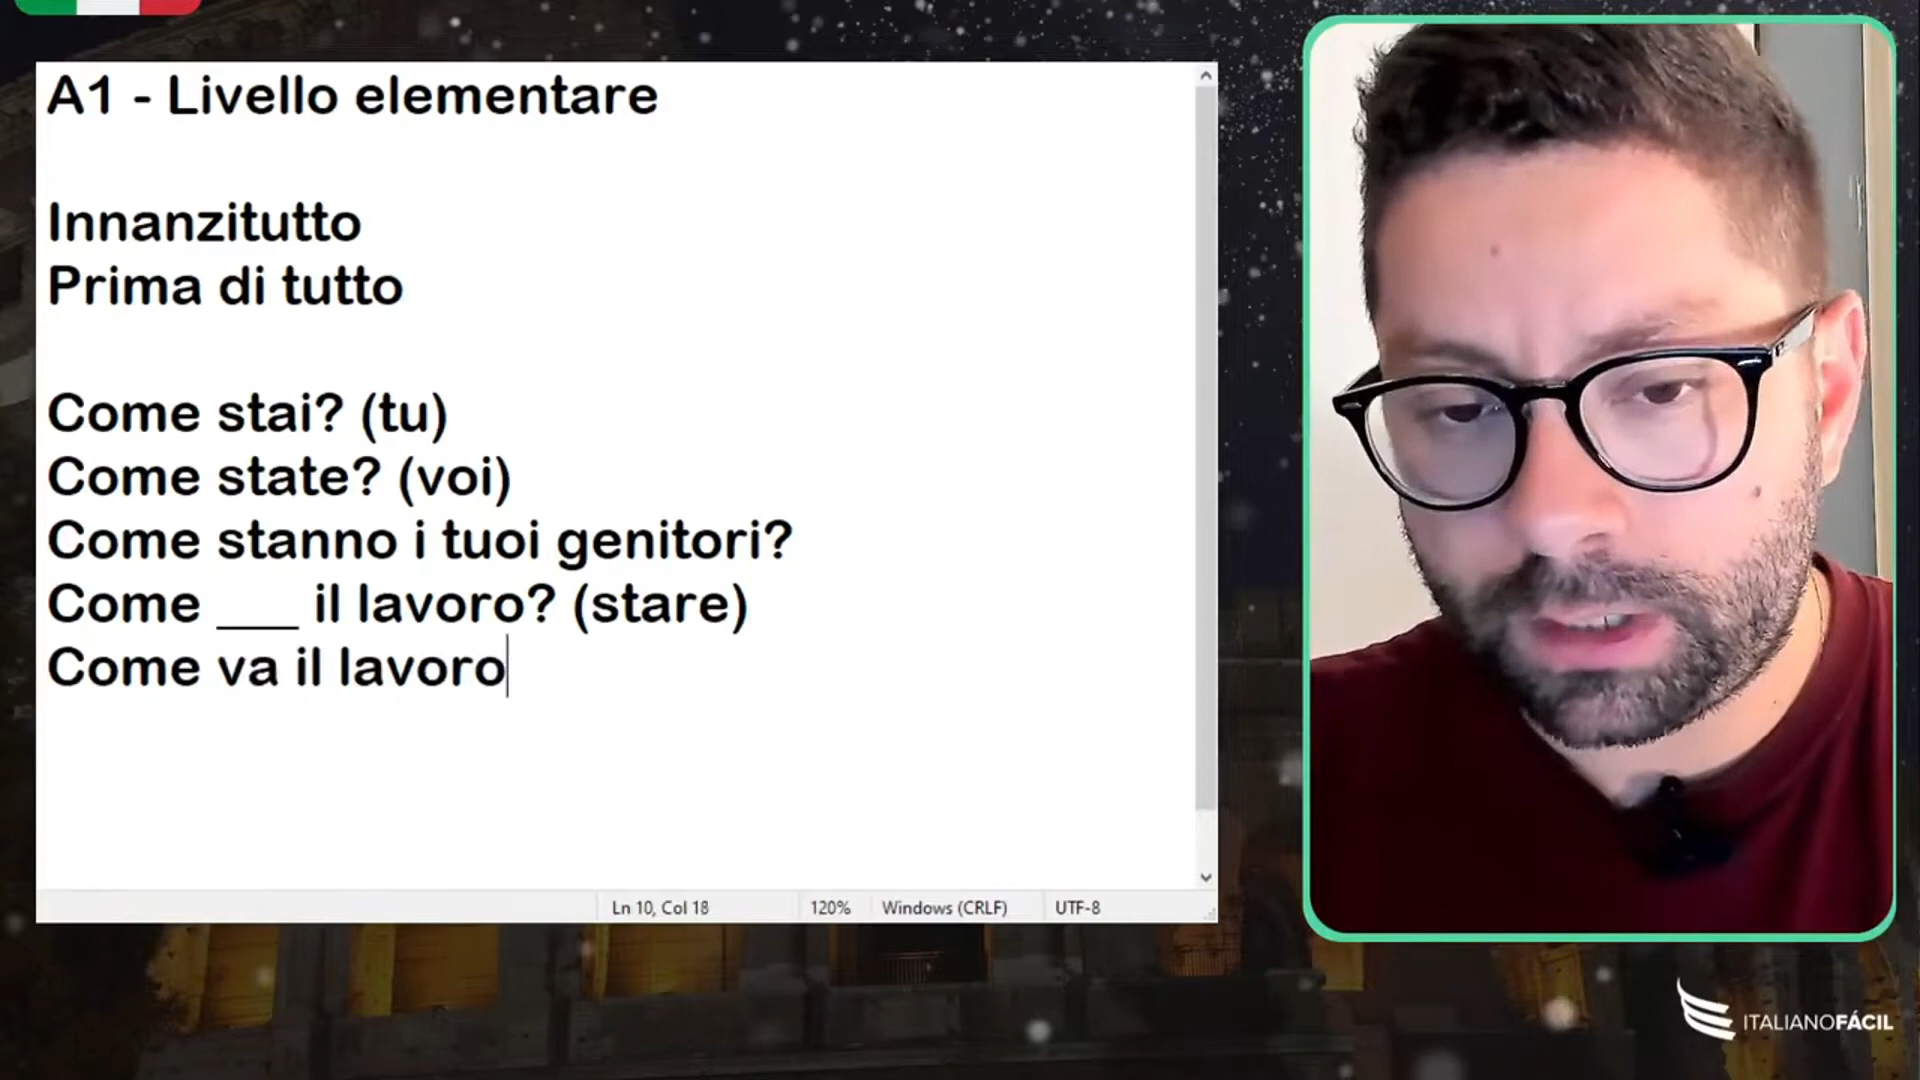 A1 - Livello elementare
Innanzitutto
Prima di tutto
Come stai? (tu)
Come state? (voi)
Come stanno i tuoi genitori?
Come ___ il lavoro? (stare)
Come va il lavoro
Ln 10, Col 18
120%
Windows (CRLF)
UTF-8
ITALIANOFÁCIL